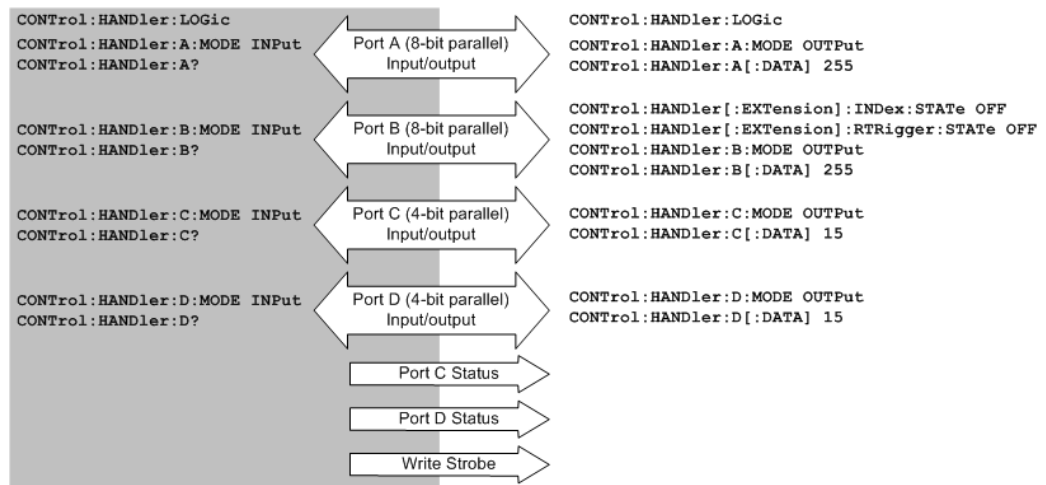 CONTrol:HANDler:LOGic
CONTrol:HANDler:A:MODE INPut
CONTrol:HANDler:A?
Port A (8-bit parallel)
Input/output
CONTrol:HANDler:LOGic
CONTrol:HANDler:A:MODE OUTPut
CONTrol:HANDler:A[:DATA] 255
CONTrol:HANDler:B:MODE INPut
CONTrol:HANDler:B?
Port B (8-bit parallel)
Input/output
CONTrol:HANDler[:EXTension]:INDex:STATe OFF
CONTrol:HANDler[:EXTension]:RTRigger:STATe OFF
CONTrol:HANDler:B:MODE OUTPut
CONTrol:HANDler:B[:DATA] 255
CONTrol:HANDler:C:MODE INPut
CONTrol:HANDler:C?
Port C (4-bit parallel)
Input/output
CONTrol:HANDler:C:MODE OUTPut
CONTrol:HANDler:C[:DATA] 15
CONTrol:HANDler:D:MODE INPut
CONTrol:HANDler:D?
Port D (4-bit parallel)
Input/output
CONTrol:HANDler:D:MODE OUTPut
CONTrol:HANDler:D[:DATA] 15
Port C Status
Port D Status
Write Strobe